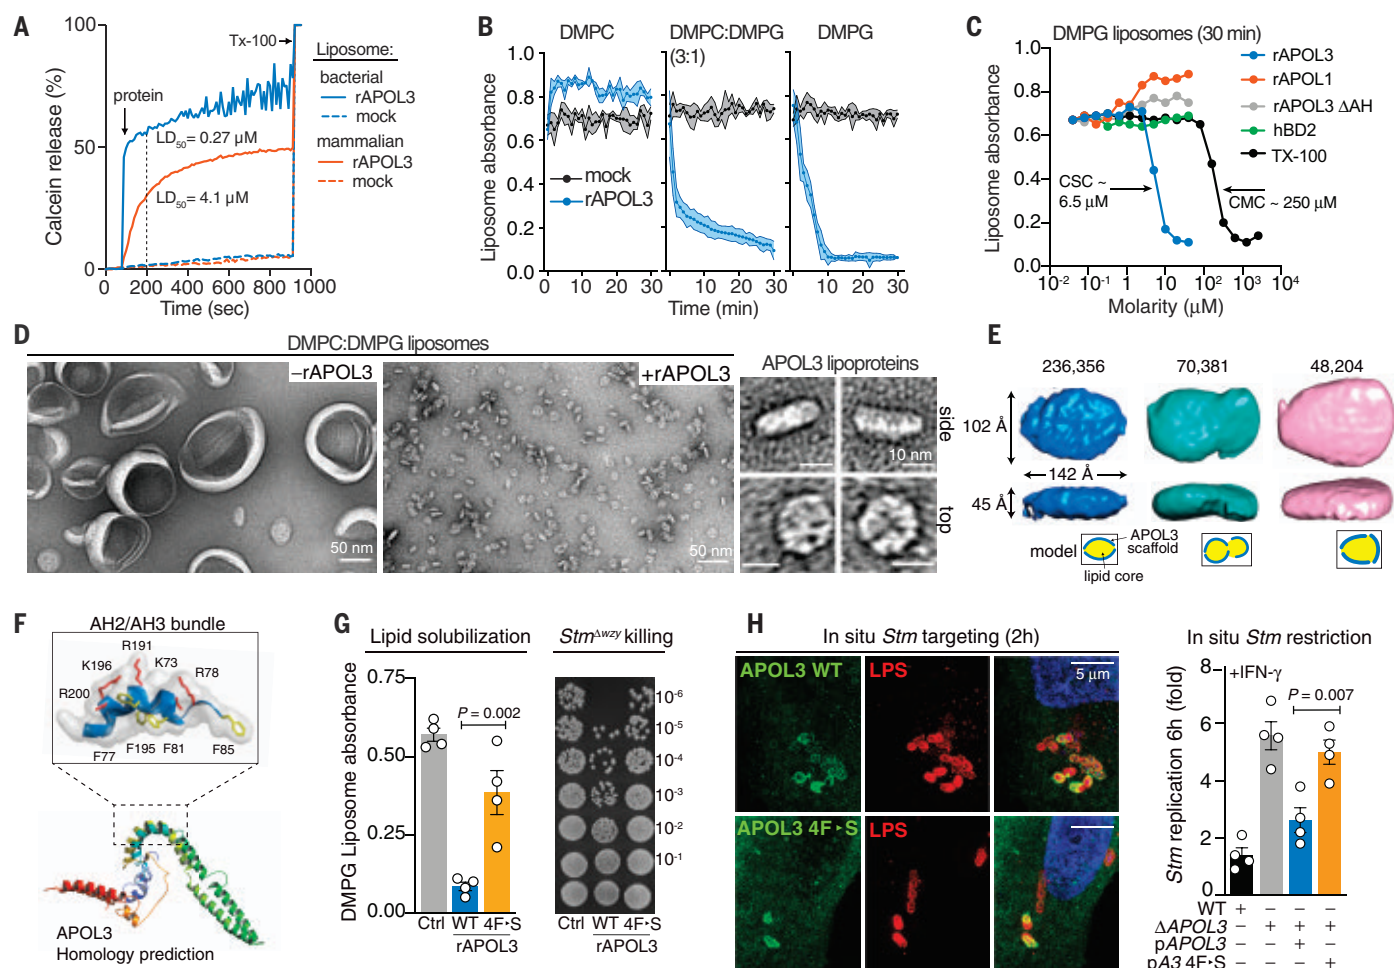 A
100
50
0
Calcein release (%)
Tx-100
protein
LD50= 0.27 µM
LD50= 4.1 µM
0 200 400 600 800 1000
Time (sec)
Liposome:
bacterial
rAPOL3
mock
mammalian
rAPOL3
mock
B
DMPC
DMPC:DMPG
(3:1)
DMPG
1.0
0.8
0.6
0.4
0.2
0.0
Liposome absorbance
mock
rAPOL3
0 10 20 30
0 10 20 30
10 20 30
Time (min)
C
DMPG liposomes (30 min)
1.0
0.8
0.6
0.4
0.2
0.0
Liposome absorbance
rAPOL3
rAPOL1
rAPOL3 ΔAH
hBD2
TX-100
CSC ~
6.5 µM
CMC ~ 250 µM
10-2 10-1 1 10 102 103 104
Molarity (µM)
D
DMPC:DMPG liposomes
–rAPOL3
50 nm
+rAPOL3
50 nm
APOL3 lipoproteins
side
10 nm
top
E
236,356
70,381
48,204
102 Å
142 Å
45 Å
model
APOL3
scaffold
lipid core
F
AH2/AH3 bundle
R191
K196
K73
R78
R200
F77
F195
F81
F85
APOL3
Homology prediction
G
Lipid solubilization
0.75
0.50
0.25
0.00
DMPG Liposome absorbance
P = 0.002
Ctrl WT 4F▸S
rAPOL3
StmΔwzy killing
10-6
10-5
10-4
10-3
10-2
10-1
Ctrl WT 4F▸S
rAPOL3
H
In situ Stm targeting (2h)
APOL3 WT
LPS
5 µm
APOL3 4F▸S
LPS
In situ Stm restriction
8
6
4
2
0
Stm replication 6h (fold)
+IFN-γ
P = 0.007
WT + – – –
ΔAPOL3 – + + +
pAPOL3 – – + –
pA3 4F▸S – – – +